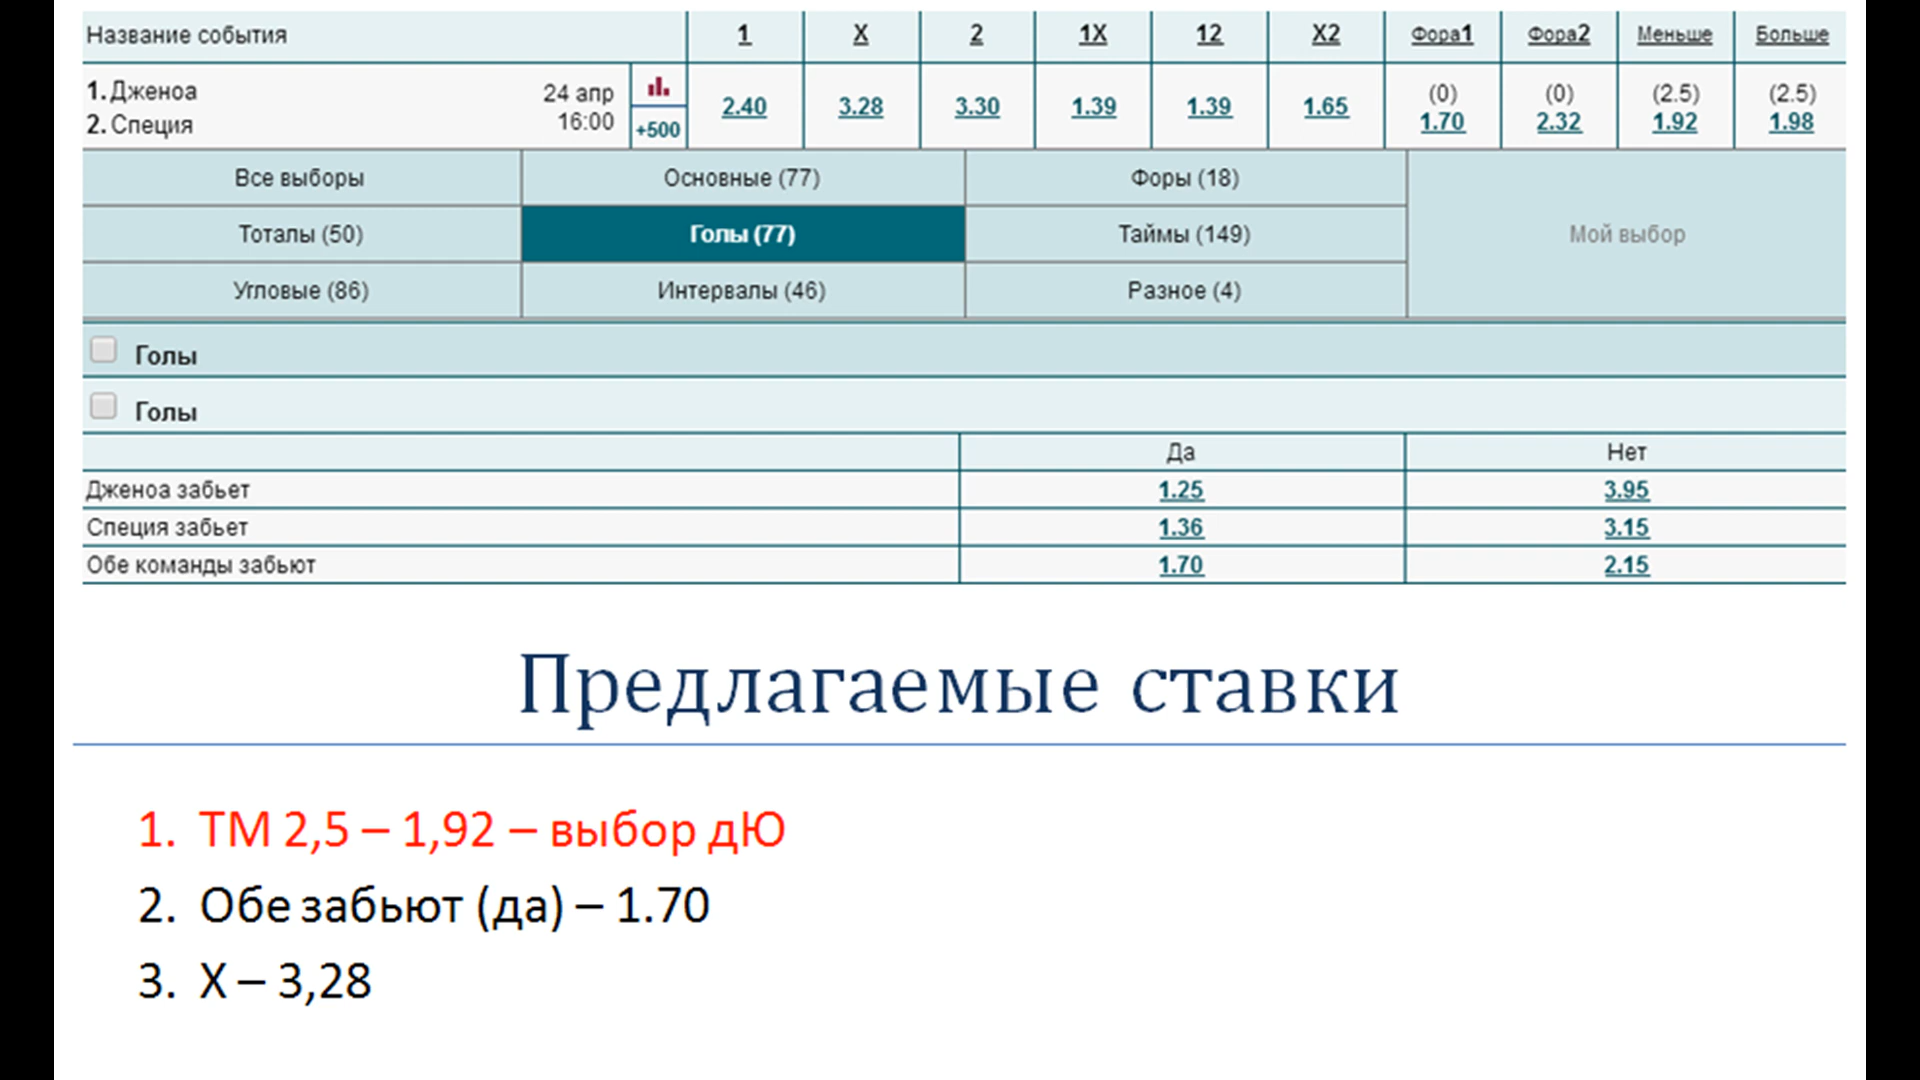 Название события 1 X 2 1X 12 X2 Фора1 Фора2 Меньше Больше
1. Дженоа 24 апр (0) (0) (2.5) (2.5)
2. Специя 16:00 +500 2.40 3.28 3.30 1.39 1.39 1.65 1.70 2.32 1.92 1.98
Все выборы Основные (77) Форы (18)
Тоталы (50) Голы (77) Таймы (149) Мой выбор
Угловые (86) Интервалы (46) Разное (4)
Голы
Голы
Да Нет
Дженоа забьет 1.25 3.95
Специя забьет 1.36 3.15
Обе команды забьют 1.70 2.15
Предлагаемые ставки
1. ТМ 2,5 – 1,92 – выбор дЮ
2. Обе забьют (да) – 1.70
3. X – 3,28